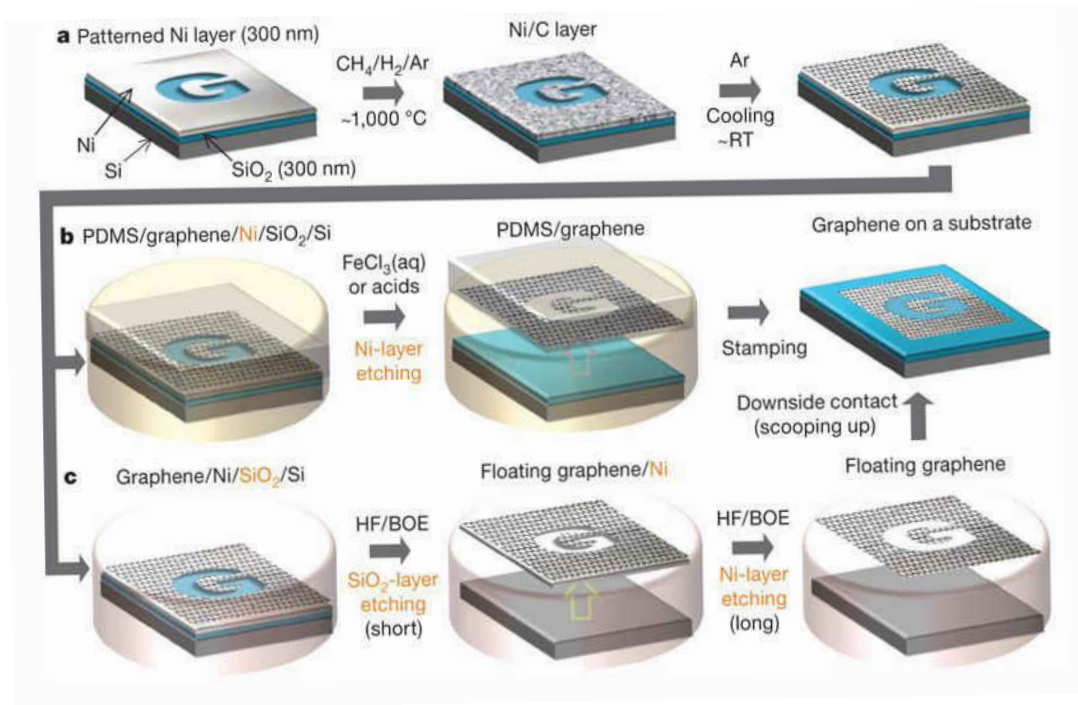 a Patterned Ni layer (300 nm)
Ni/C layer
CH₄/H₂/Ar
~1,000 °C
Ar
Cooling
~RT
Ni
Si
SiO₂ (300 nm)
b PDMS/graphene/Ni/SiO₂/Si
PDMS/graphene
Graphene on a substrate
FeCl₃(aq)
or acids
Ni-layer
etching
Stamping
Downside contact
(scooping up)
c Graphene/Ni/SiO₂/Si
Floating graphene/Ni
Floating graphene
HF/BOE
SiO₂-layer
etching
(short)
HF/BOE
Ni-layer
etching
(long)